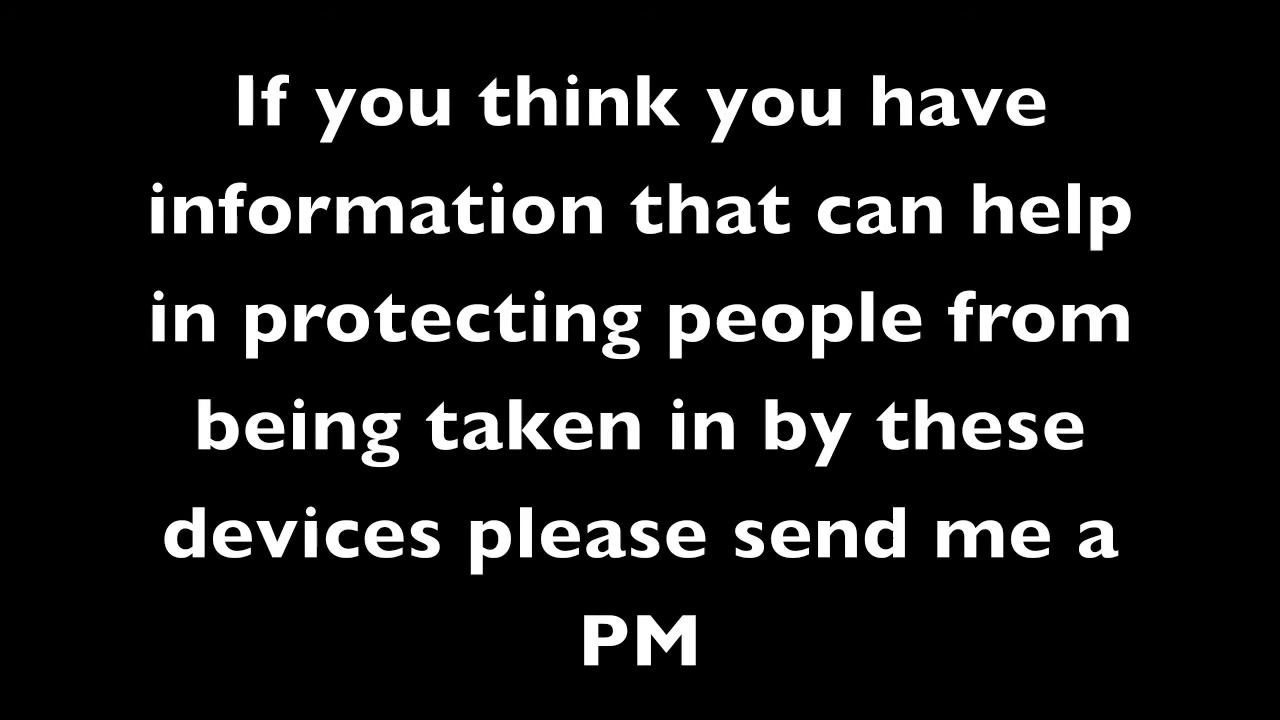 If you think you have
information that can help
in protecting people from
being taken in by these
devices please send me a
PM